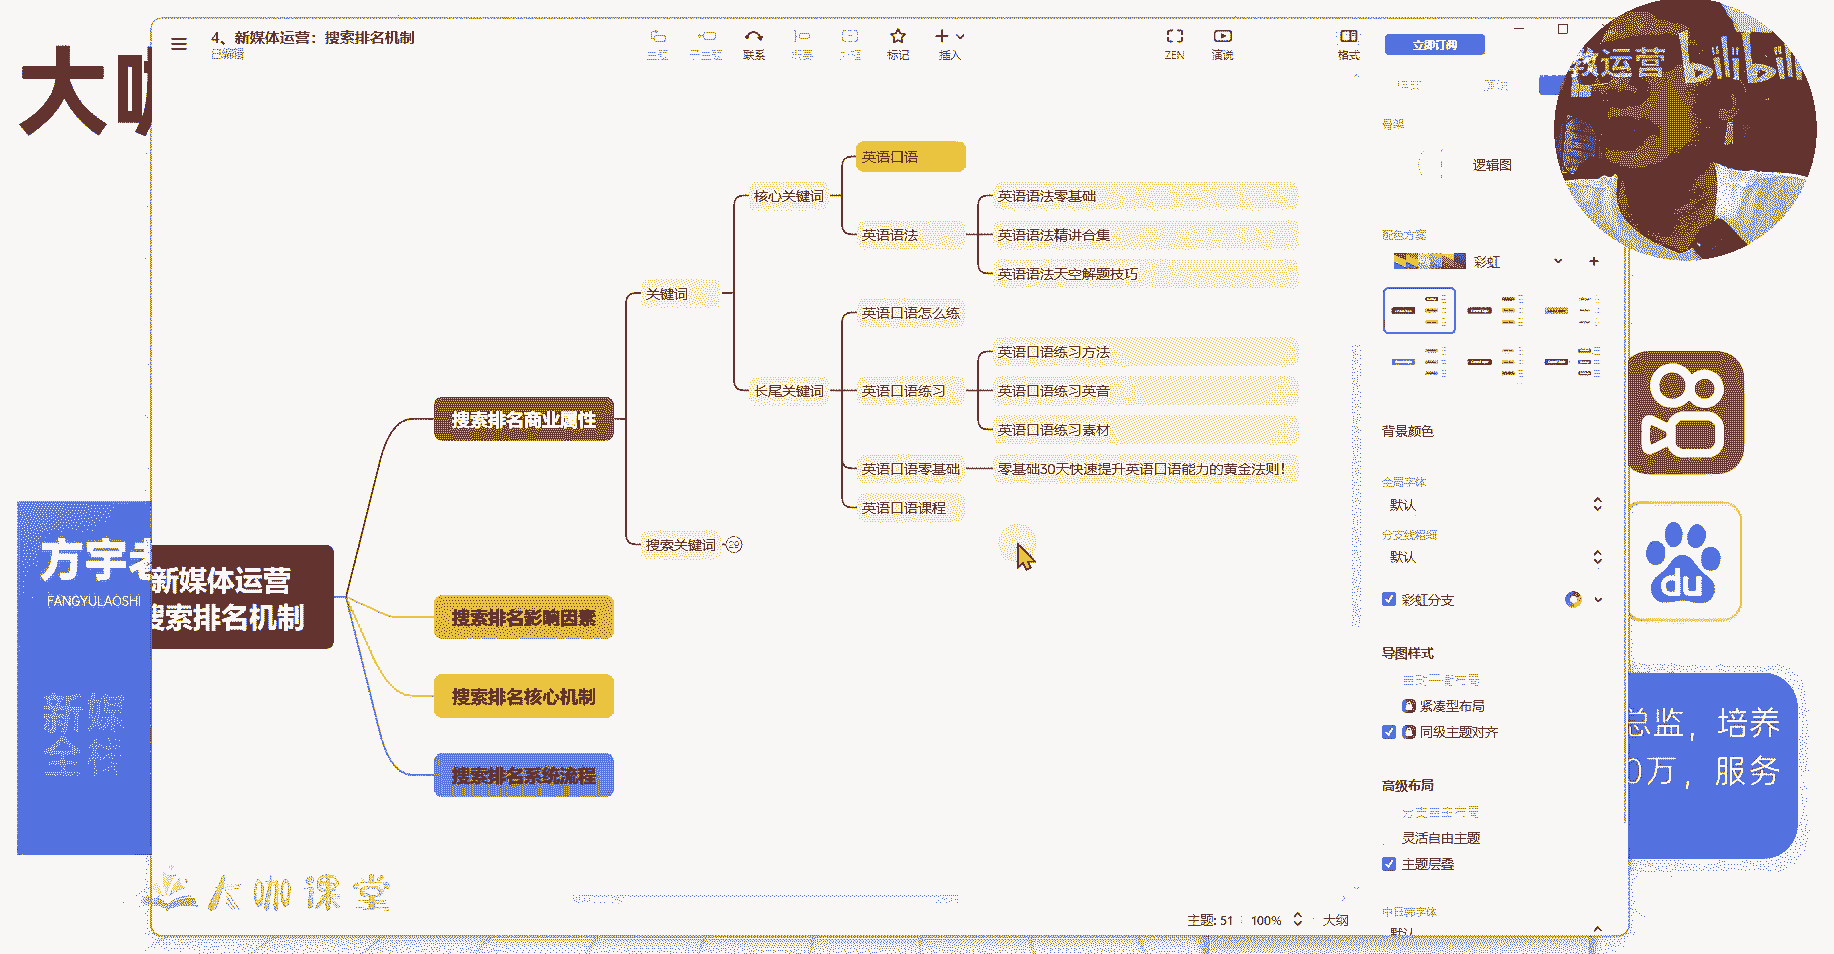 4、新媒体运营：搜索排名机制
已编辑
主题
子主题
联系
概要
外框
标记
插入
ZEN
演说
格式
立即订阅
教运营
bilibili
大咖
骨架
逻辑图
配色方案
彩虹
英语口语
核心关键词
英语语法零基础
英语语法
英语语法精讲合集
英语语法天空解题技巧
关键词
英语口语怎么练
英语口语练习方法
长尾关键词
英语口语练习
英语口语练习英音
英语口语练习素材
英语口语零基础
零基础30天快速提升英语口语能力的黄金法则！
英语口语课程
搜索排名商业属性
搜索关键词
29
新媒体运营
搜索排名机制
搜索排名影响因素
搜索排名核心机制
搜索排名系统流程
方宇老
FANGYULAOSHI
新媒
全栈
背景颜色
全局字体
默认
分支线粗细
默认
彩虹分支
导图样式
自动平衡布局
紧凑型布局
同级主题对齐
高级布局
分支自由布局
灵活自由主题
主题层叠
中日韩字体
默认
du
总监，培养
0万，服务
大咖课堂
主题: 51
100%
大纲